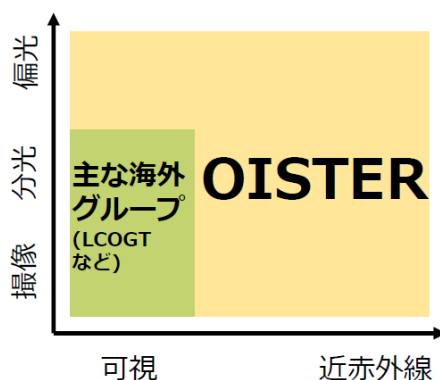 偏光
分光
撮像
主な海外
グループ
(LCOGT
など)
OISTER
可視
近赤外線